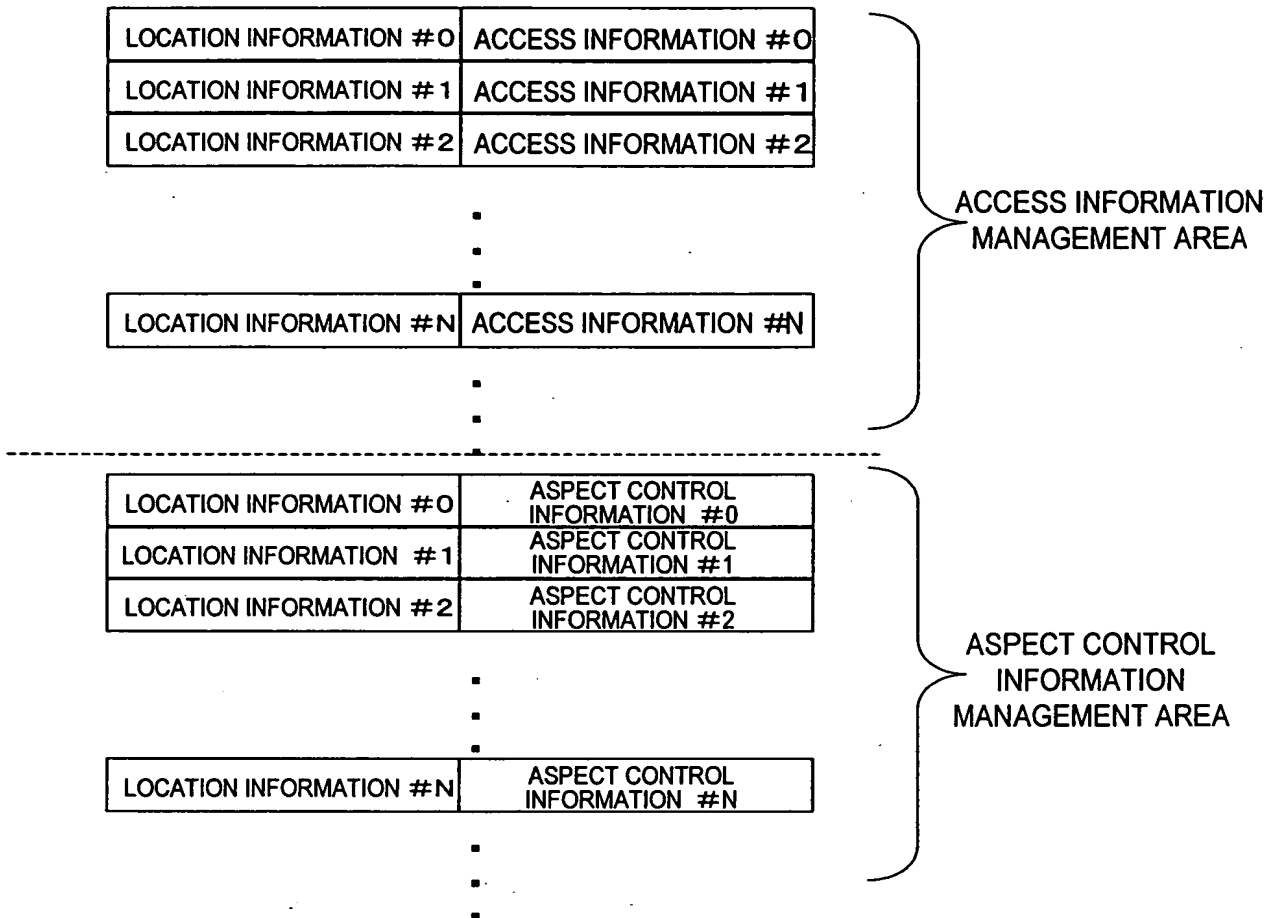 LOCATION INFORMATION #0 ACCESS INFORMATION #0
LOCATION INFORMATION #1 ACCESS INFORMATION #1
LOCATION INFORMATION #2 ACCESS INFORMATION #2
ACCESS INFORMATION
MANAGEMENT AREA
LOCATION INFORMATION #N ACCESS INFORMATION #N
LOCATION INFORMATION #0
ASPECT CONTROL
INFORMATION #0
LOCATION INFORMATION #1
ASPECT CONTROL
INFORMATION #1
LOCATION INFORMATION #2
ASPECT CONTROL
INFORMATION #2
ASPECT CONTROL
INFORMATION
MANAGEMENT AREA
LOCATION INFORMATION #N
ASPECT CONTROL
INFORMATION #N